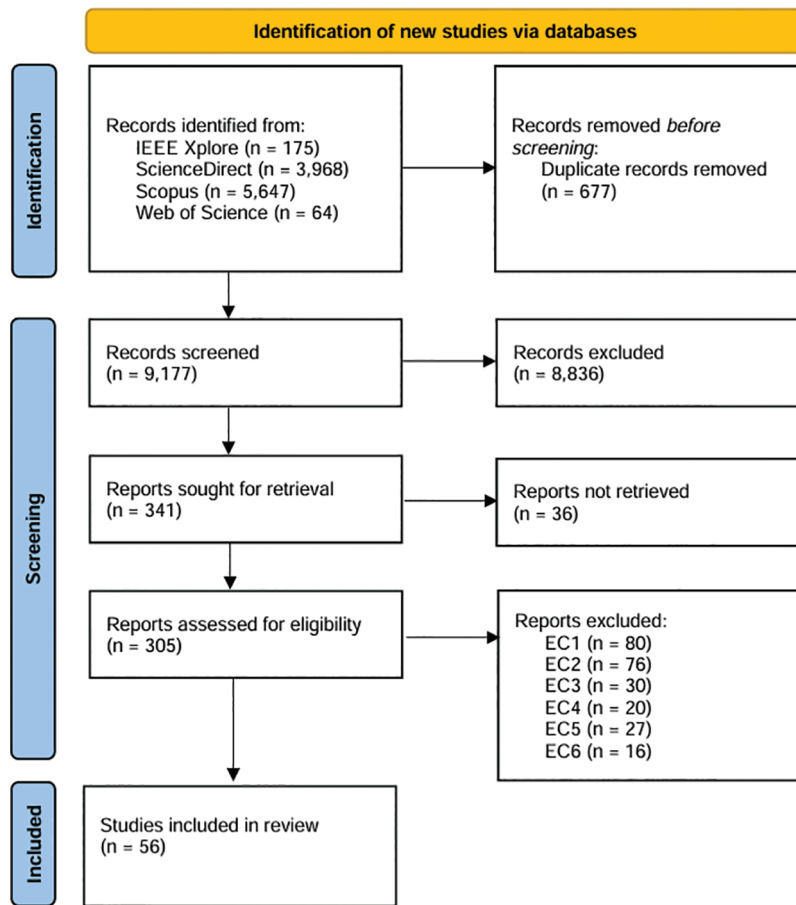 Identification of new studies via databases
Identification
Records identified from:
IEEE Xplore (n = 175)
ScienceDirect (n = 3,968)
Scopus (n = 5,647)
Web of Science (n = 64)
Records removed before
screening:
Duplicate records removed
(n = 677)
Screening
Records screened
(n = 9,177)
Records excluded
(n = 8,836)
Reports sought for retrieval
(n = 341)
Reports not retrieved
(n = 36)
Reports assessed for eligibility
(n = 305)
Reports excluded:
EC1 (n = 80)
EC2 (n = 76)
EC3 (n = 30)
EC4 (n = 20)
EC5 (n = 27)
EC6 (n = 16)
Included
Studies included in review
(n = 56)